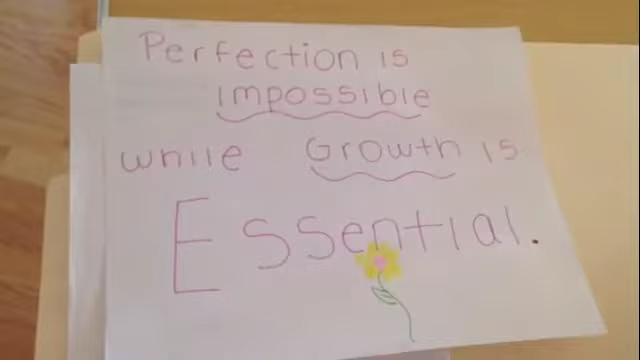 Perfection is
impossible
while Growth is
Essential.